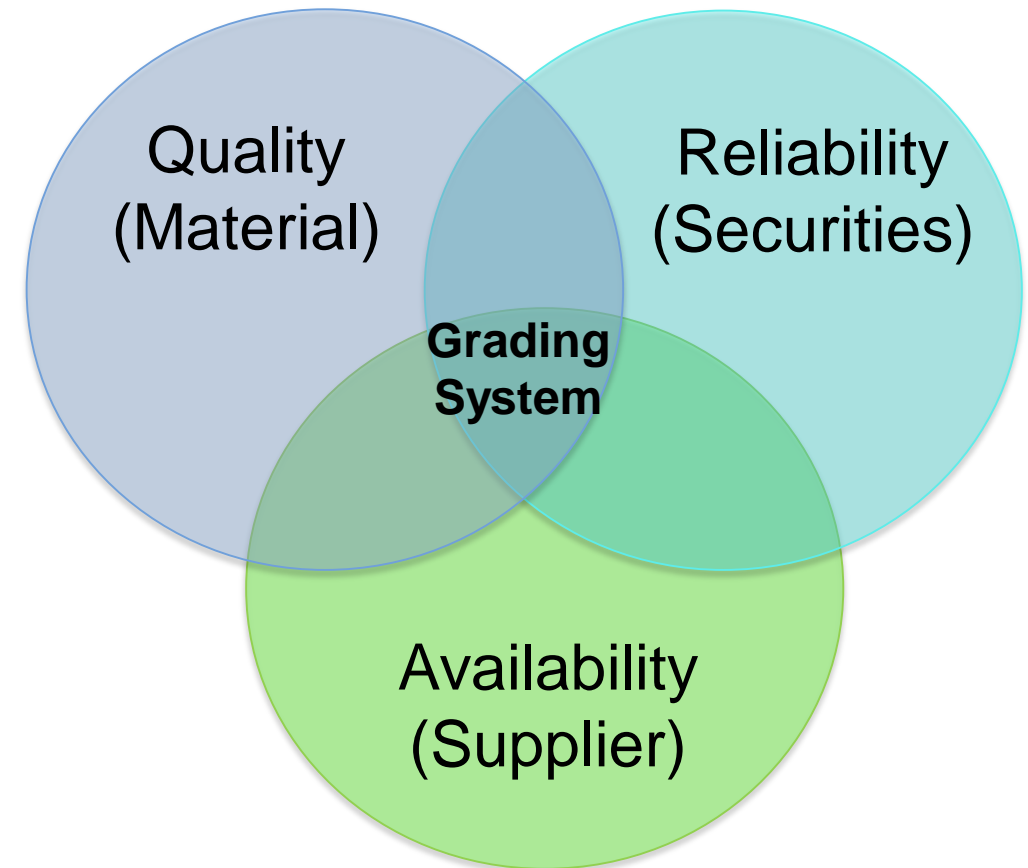 Quality
(Material)
Reliability
(Securities)
Grading
System
Availability
(Supplier)